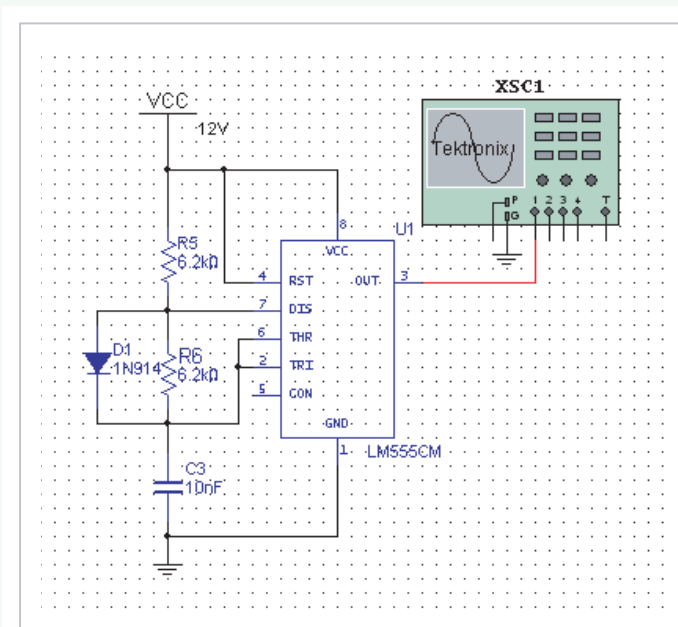 XSC1
VCC
12V
Tektronix
P
G
1 2 3 4 T
8
U1
VCC
R5
6.2kΩ
4 RST OUT 3
7 DIS
6 THR
D1
1N914
R6
6.2kΩ
2 TRI
5 CON
GND
1 LM555CM
C3
10nF